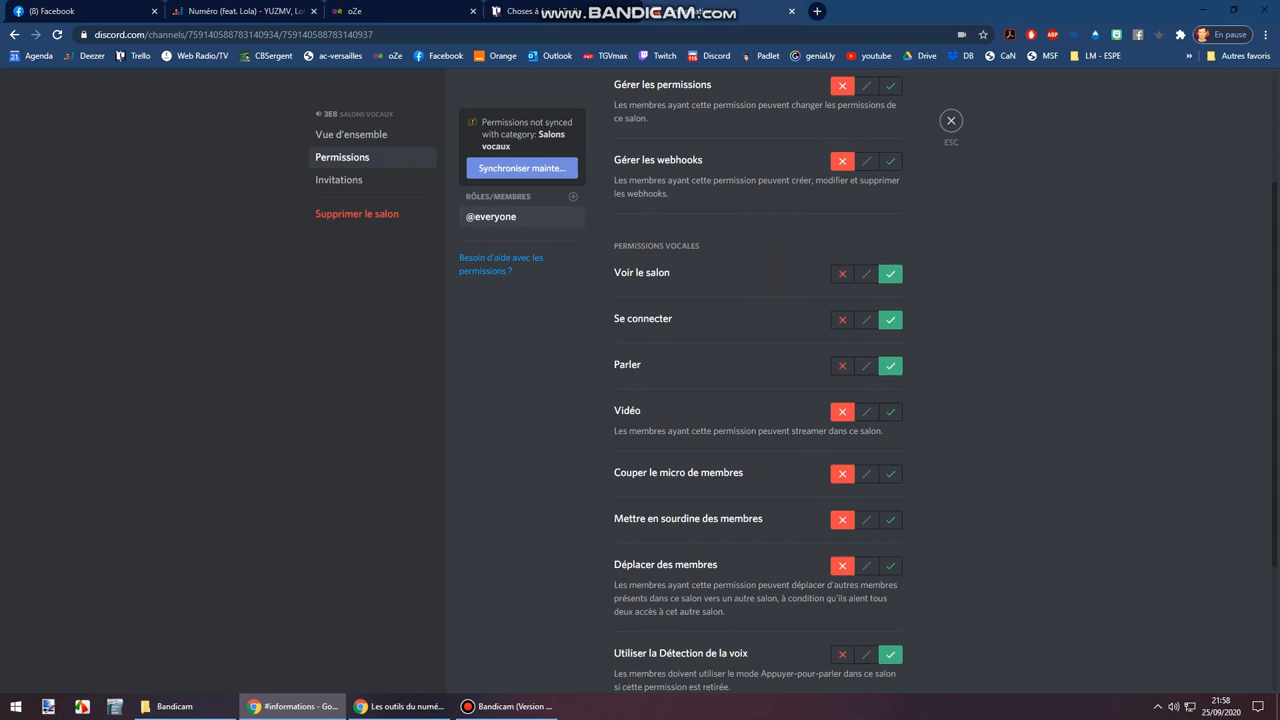 (8) Facebook
Numéro (feat. Lola) - YUZMV, Lol
oZe
Choses à
WWW.BANDICAM.COM
discord.com/channels/759140588783140934/759140588783140937
En pause
Agenda
Deezer
Trello
Web Radio/TV
CBSergent
ac-versailles
oZe
Facebook
Orange
Outlook
TGVmax
Twitch
Discord
Padlet
genial.ly
youtube
Drive
DB
CaN
MSF
LM - ESPE
»
Autres favoris
3E8 SALONS VOCAUX
Vue d'ensemble
Permissions
Invitations
Supprimer le salon
Permissions not synced
with category: Salons
vocaux
Synchroniser mainte...
RÔLES/MEMBRES
@everyone
Besoin d'aide avec les
permissions ?
Gérer les permissions
Les membres ayant cette permission peuvent changer les permissions de
ce salon.
Gérer les webhooks
Les membres ayant cette permission peuvent créer, modifier et supprimer
les webhooks.
PERMISSIONS VOCALES
Voir le salon
Se connecter
Parler
Vidéo
Les membres ayant cette permission peuvent streamer dans ce salon.
Couper le micro de membres
Mettre en sourdine des membres
Déplacer des membres
Les membres ayant cette permission peuvent déplacer d'autres membres
présents dans ce salon vers un autre salon, à condition qu'ils aient tous
deux accès à cet autre salon.
Utiliser la Détection de la voix
Les membres doivent utiliser le mode Appuyer-pour-parler dans ce salon
si cette permission est retirée.
ESC
Bandicam
#informations - Go...
Les outils du numé...
Bandicam (Version ...
21:58
25/09/2020